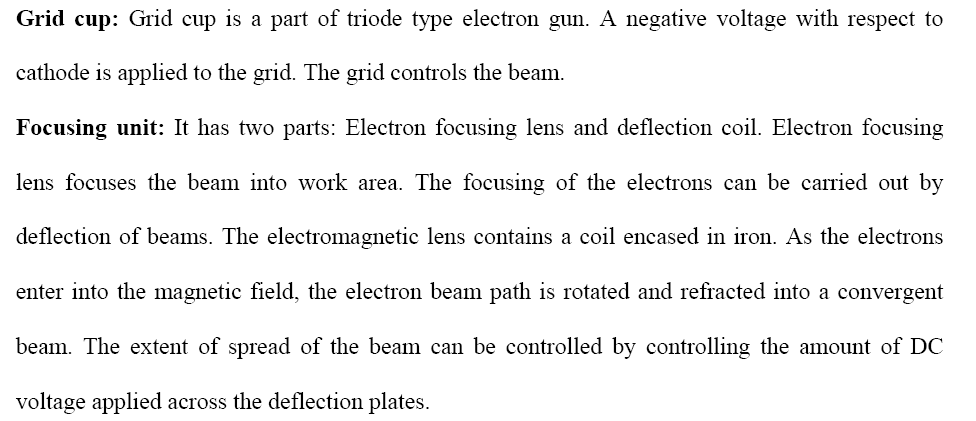 Grid cup: Grid cup is a part of triode type electron gun. A negative voltage with respect to
cathode is applied to the grid. The grid controls the beam.
Focusing unit: It has two parts: Electron focusing lens and deflection coil. Electron focusing
lens focuses the beam into work area. The focusing of the electrons can be carried out by
deflection of beams. The electromagnetic lens contains a coil encased in iron. As the electrons
enter into the magnetic field, the electron beam path is rotated and refracted into a convergent
beam. The extent of spread of the beam can be controlled by controlling the amount of DC
voltage applied across the deflection plates.